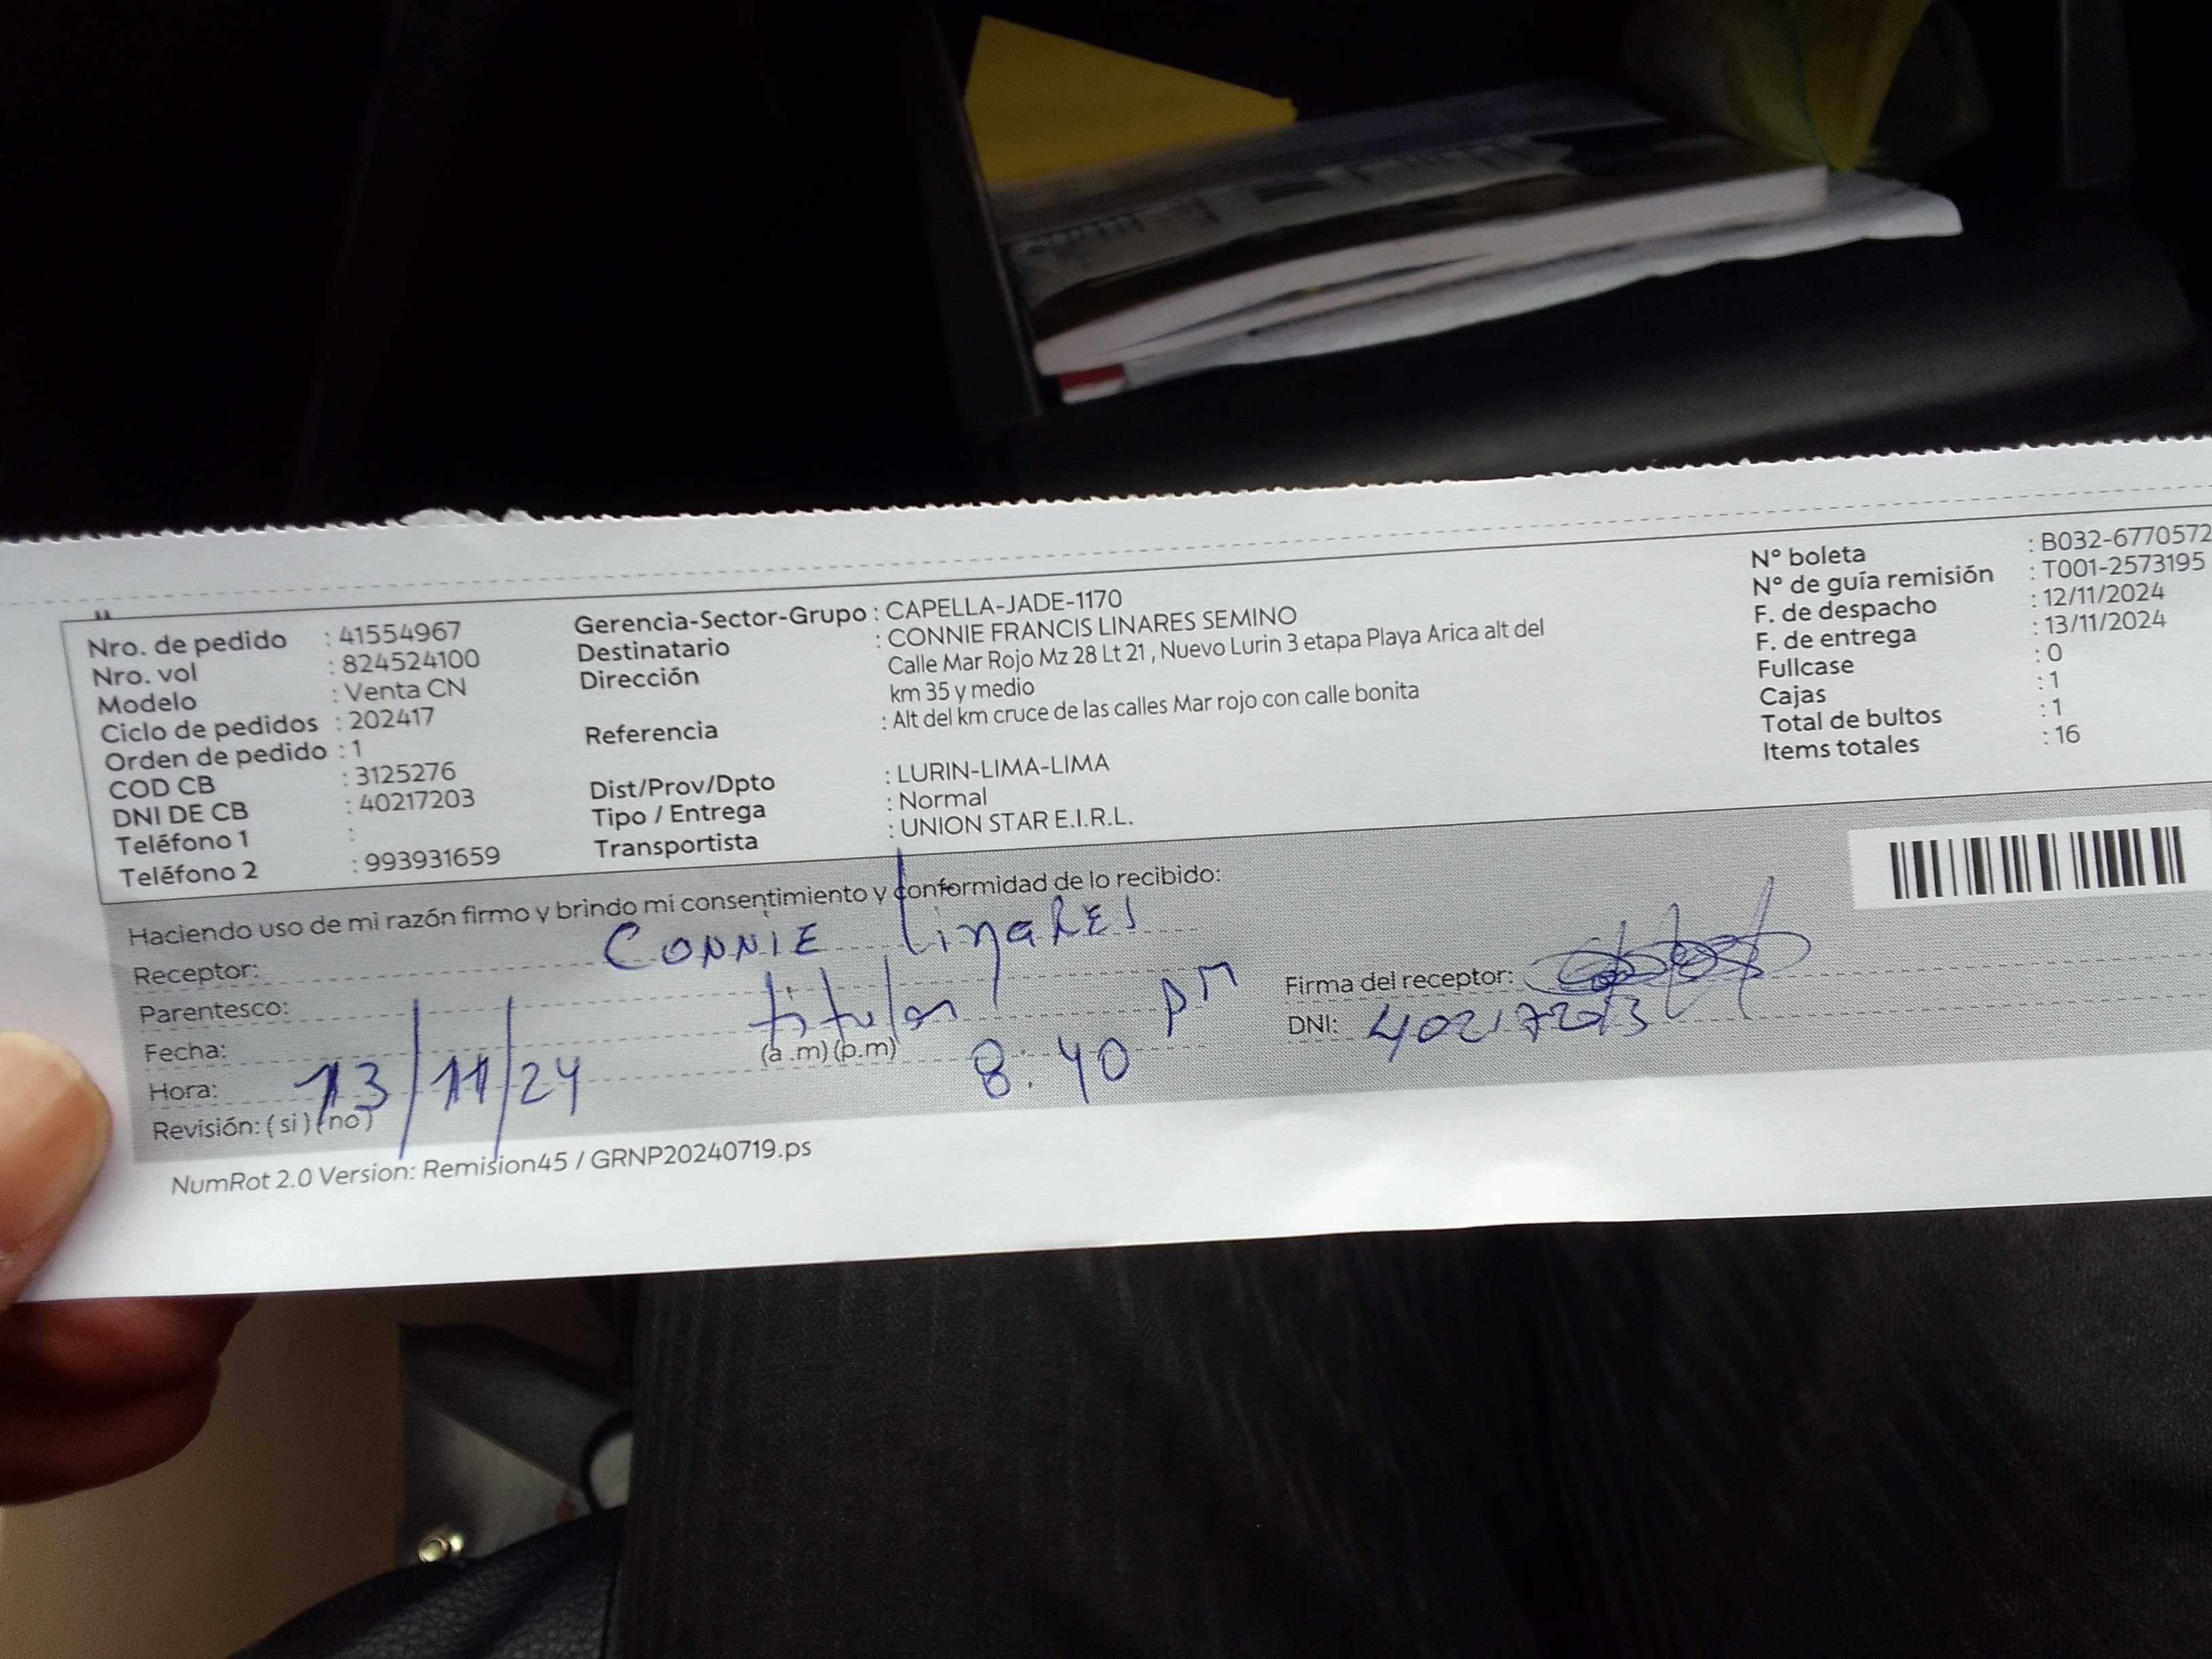 Nro. de pedido : 41554967
Nro. vol : 824524100
Modelo : Venta CN
Ciclo de pedidos : 202417
Orden de pedido : 1
COD CB : 3125276
DNI DE CB : 40217203
Teléfono 1 :
Teléfono 2 : 993931659
Gerencia-Sector-Grupo : CAPELLA-JADE-1170
Destinatario : CONNIE FRANCIS LINARES SEMINO
Dirección Calle Mar Rojo Mz 28 Lt 21 , Nuevo Lurin 3 etapa Playa Arica alt del
km 35 y medio
Referencia : Alt del km cruce de las calles Mar rojo con calle bonita
Dist/Prov/Dpto : LURIN-LIMA-LIMA
Tipo / Entrega : Normal
Transportista : UNION STAR E.I.R.L.
N° boleta : B032-6770572
N° de guía remisión : T001-2573195
F. de despacho : 12/11/2024
F. de entrega : 13/11/2024
Fullcase : 0
Cajas : 1
Total de bultos : 1
Items totales : 16
Haciendo uso de mi razón firmo y brindo mi consentimiento y conformidad de lo recibido:
Receptor: CONNIE linaRES
Parentesco: titular
Fecha: 13/11/24
Hora: (a .m) (p.m) 8:40 pm
Revisión: ( si ) ( no )
Firma del receptor:
DNI: 40217203
NumRot 2.0 Version: Remision45 / GRNP20240719.ps